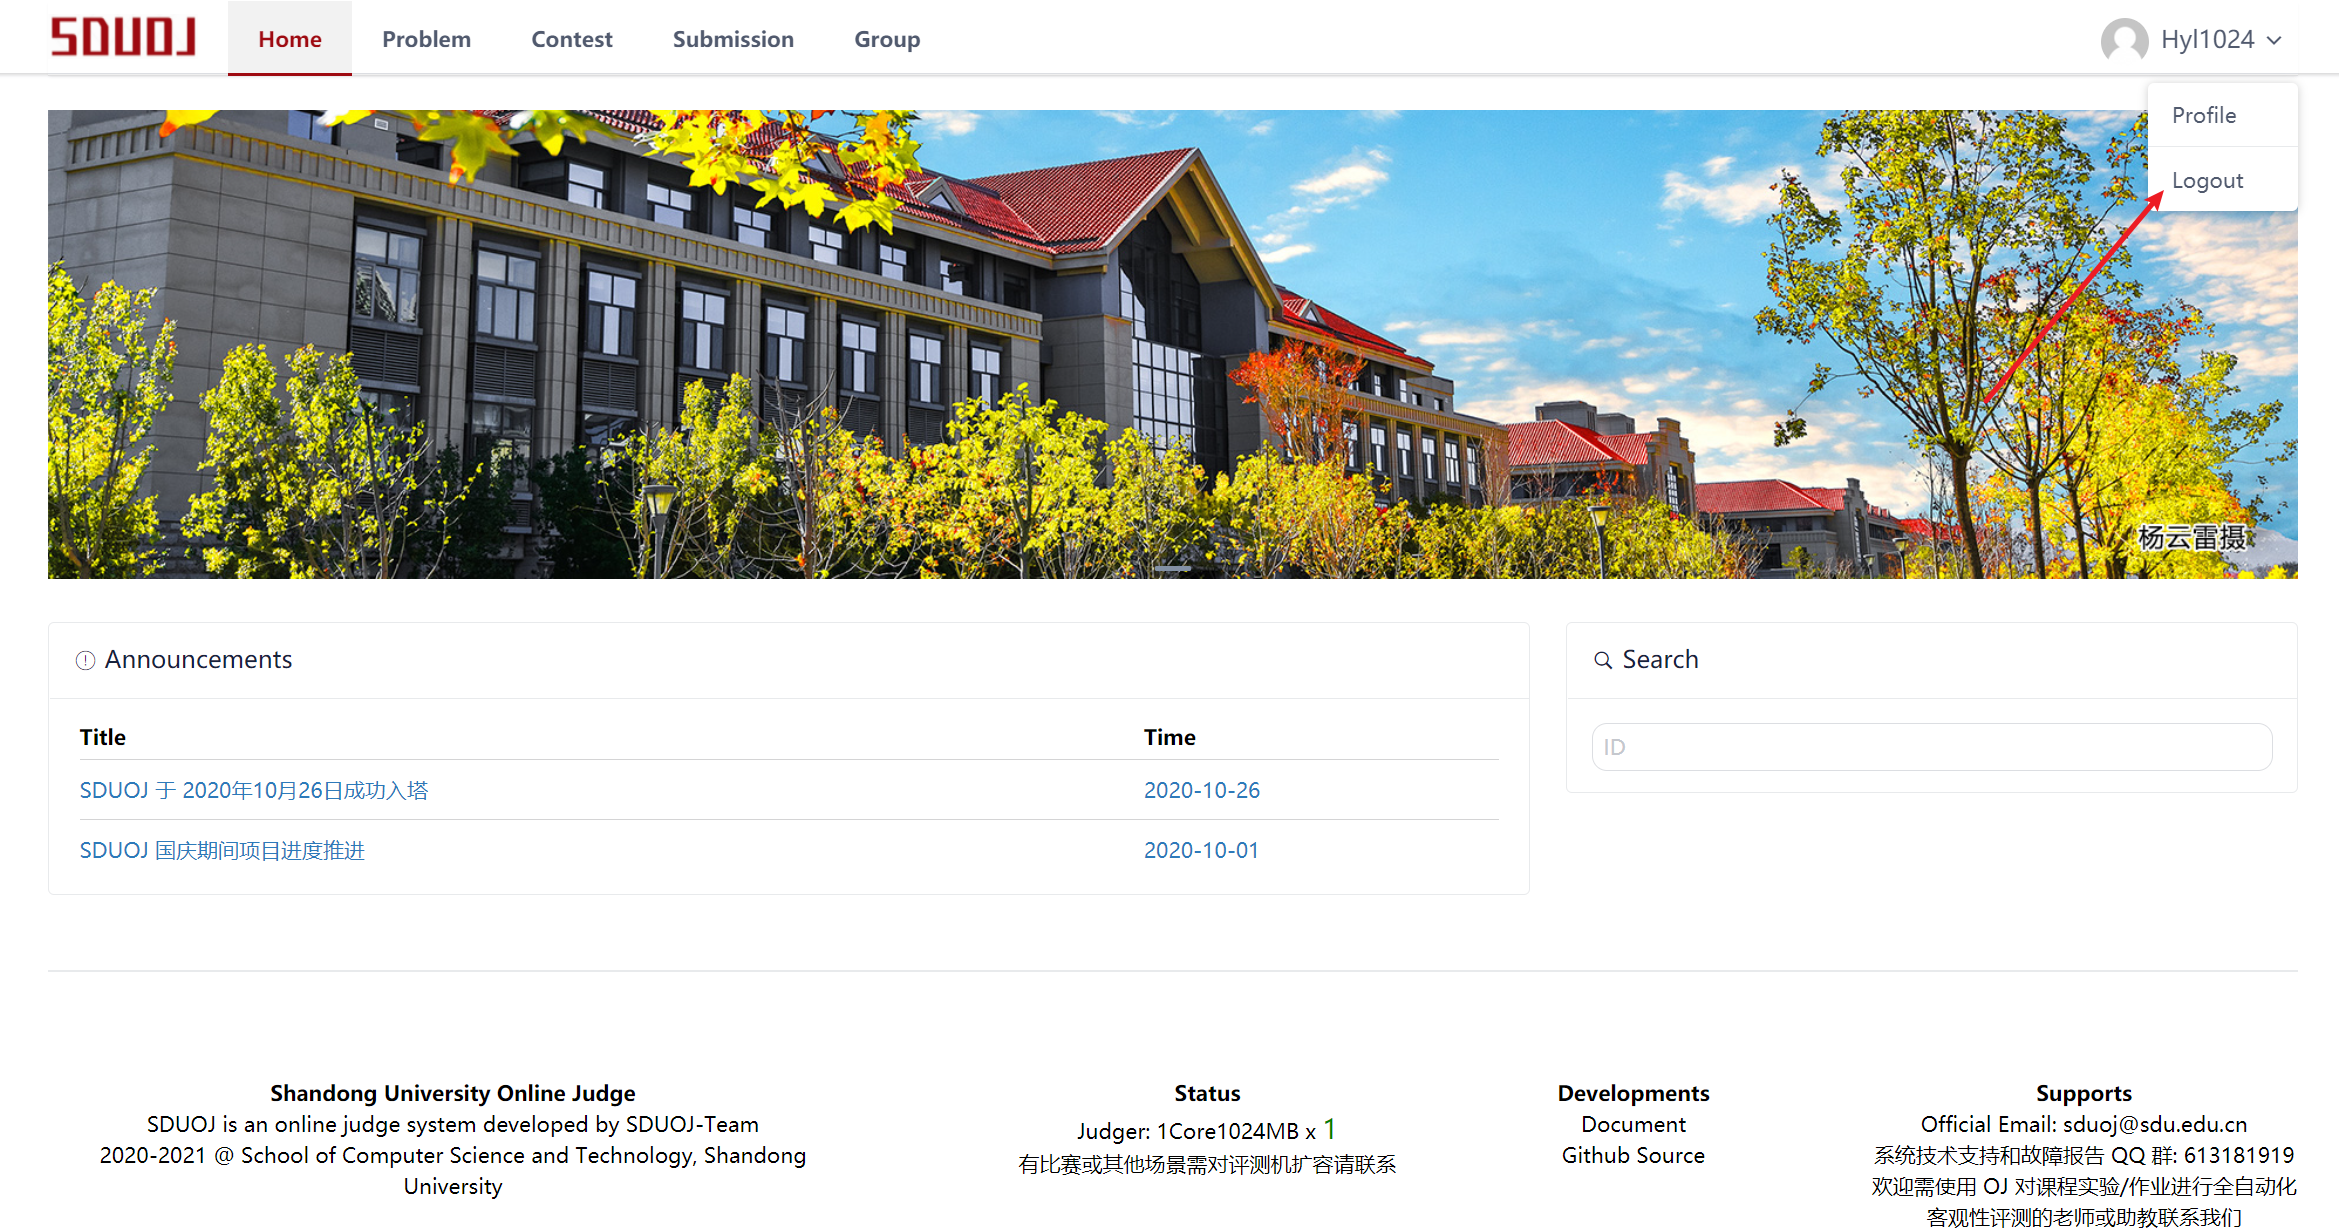 SDUOJ
Home
Problem
Contest
Submission
Group
Hyl1024
Profile
Logout
杨云雷摄
Announcements
Search
Title
Time
ID
SDUOJ 于 2020年10月26日成功入塔
2020-10-26
SDUOJ 国庆期间项目进度推进
2020-10-01
Shandong University Online Judge
SDUOJ is an online judge system developed by SDUOJ-Team
2020-2021 @ School of Computer Science and Technology, Shandong
University
Status
Judger: 1Core1024MB x 1
有比赛或其他场景需对评测机扩容请联系
Developments
Document
Github Source
Supports
Official Email: sduoj@sdu.edu.cn
系统技术支持和故障报告 QQ 群: 613181919
欢迎需使用 OJ 对课程实验/作业进行全自动化
客观性评测的老师或助教联系我们